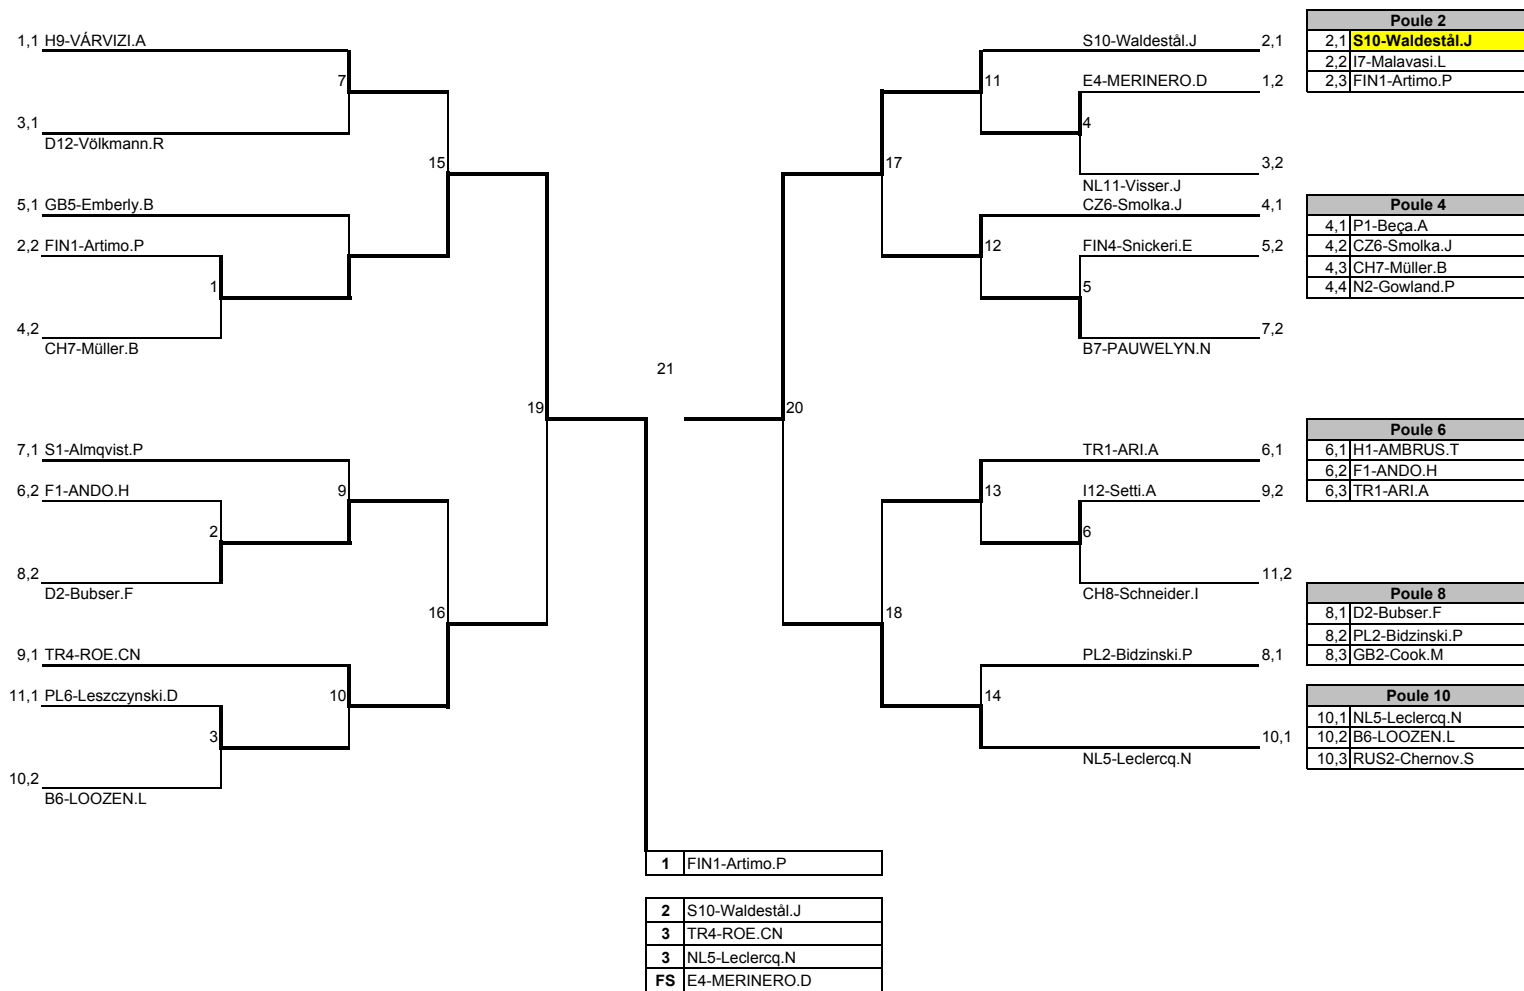 1,1 H9-VÁRVIZI.A
7
3,1
D12-Völkmann.R
15
5,1 GB5-Emberly.B
2,2 FIN1-Artimo.P
1
4,2
CH7-Müller.B
19
7,1 S1-Almqvist.P
6,2 F1-ANDO.H
9
2
8,2
D2-Bubser.F
16
9,1 TR4-ROE.CN
11,1 PL6-Leszczynski.D
10
3
10,2
B6-LOOZEN.L
21
S10-Waldestål.J 2,1
11
E4-MERINERO.D 1,2
4
17
3,2
NL11-Visser.J
CZ6-Smolka.J 4,1
12
FIN4-Snickeri.E 5,2
5
7,2
B7-PAUWELYN.N
20
TR1-ARI.A 6,1
13
I12-Setti.A 9,2
6
11,2
CH8-Schneider.I
18
PL2-Bidzinski.P 8,1
14
10,1
NL5-Leclercq.N
Poule 2
2,1 S10-Waldestål.J
2,2 I7-Malavasi.L
2,3 FIN1-Artimo.P
Poule 4
4,1 P1-Beça.A
4,2 CZ6-Smolka.J
4,3 CH7-Müller.B
4,4 N2-Gowland.P
Poule 6
6,1 H1-AMBRUS.T
6,2 F1-ANDO.H
6,3 TR1-ARI.A
Poule 8
8,1 D2-Bubser.F
8,2 PL2-Bidzinski.P
8,3 GB2-Cook.M
Poule 10
10,1 NL5-Leclercq.N
10,2 B6-LOOZEN.L
10,3 RUS2-Chernov.S
1 FIN1-Artimo.P
2 S10-Waldestål.J
3 TR4-ROE.CN
3 NL5-Leclercq.N
FS E4-MERINERO.D